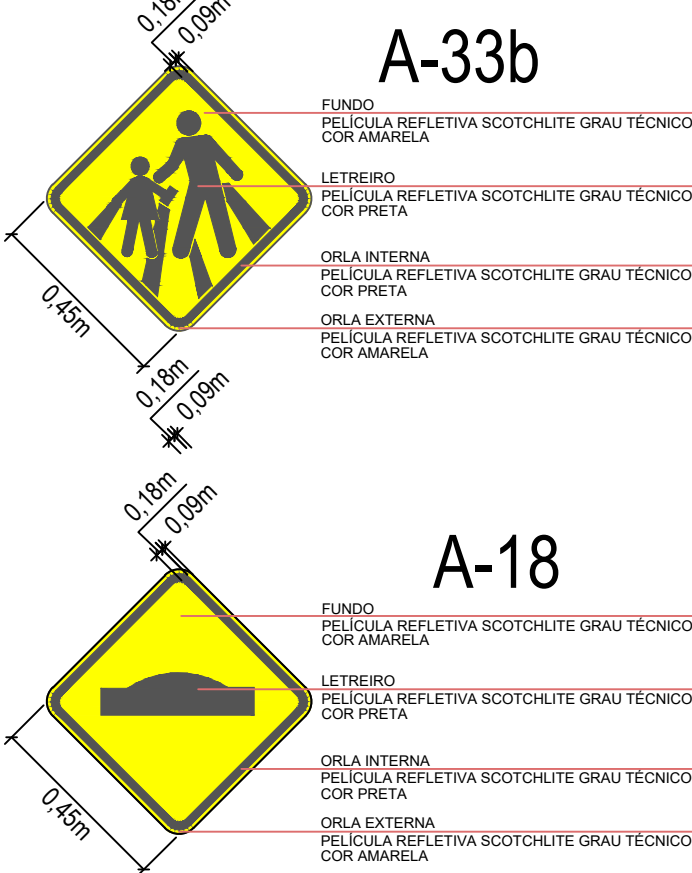 0,18m
0,09m
A-33b
FUNDO
PELÍCULA REFLETIVA SCOTCHLITE GRAU TÉCNICO
COR AMARELA
LETREIRO
PELÍCULA REFLETIVA SCOTCHLITE GRAU TÉCNICO
COR PRETA
ORLA INTERNA
PELÍCULA REFLETIVA SCOTCHLITE GRAU TÉCNICO
COR PRETA
ORLA EXTERNA
PELÍCULA REFLETIVA SCOTCHLITE GRAU TÉCNICO
COR AMARELA
0,45m
0,18m
0,09m
0,18m
0,09m
A-18
FUNDO
PELÍCULA REFLETIVA SCOTCHLITE GRAU TÉCNICO
COR AMARELA
LETREIRO
PELÍCULA REFLETIVA SCOTCHLITE GRAU TÉCNICO
COR PRETA
ORLA INTERNA
PELÍCULA REFLETIVA SCOTCHLITE GRAU TÉCNICO
COR PRETA
ORLA EXTERNA
PELÍCULA REFLETIVA SCOTCHLITE GRAU TÉCNICO
COR AMARELA
0,45m